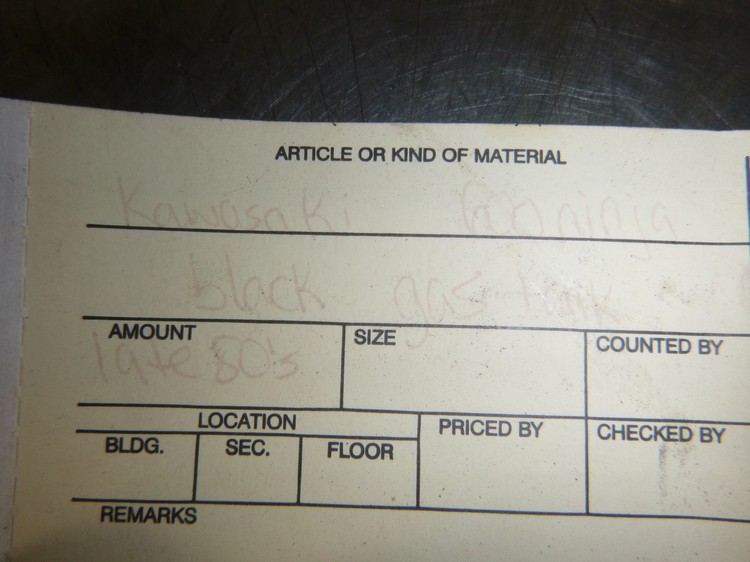 ARTICLE OR KIND OF MATERIAL
Kawasaki 600 ninja
black gas tank
AMOUNT SIZE COUNTED BY
late 80's
LOCATION PRICED BY CHECKED BY
BLDG. SEC. FLOOR
REMARKS